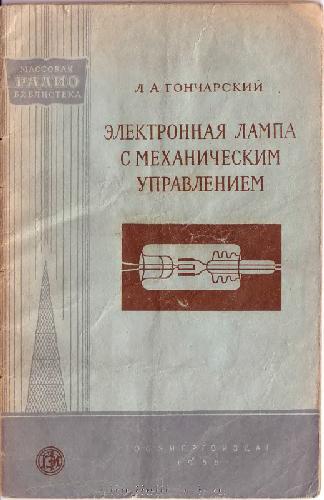 МАССОВАЯ
РАДИО
БИБЛИОТЕКА
Л. А. ГОНЧАРСКИЙ
ЭЛЕКТРОННАЯ ЛАМПА
С МЕХАНИЧЕСКИМ
УПРАВЛЕНИЕМ
ГОСЭНЕРГОИЗДАТ